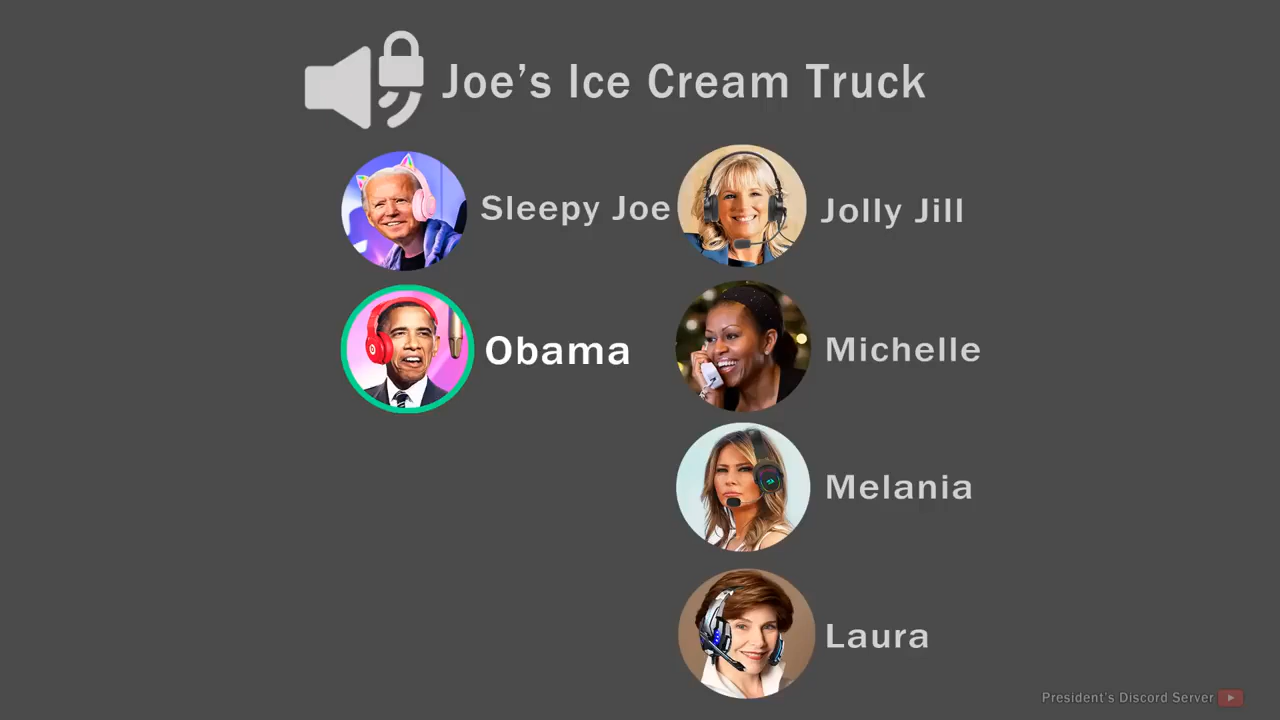 Joe's Ice Cream Truck
Sleepy Joe
Jolly Jill
Obama
Michelle
Melania
Laura
President's Discord Server